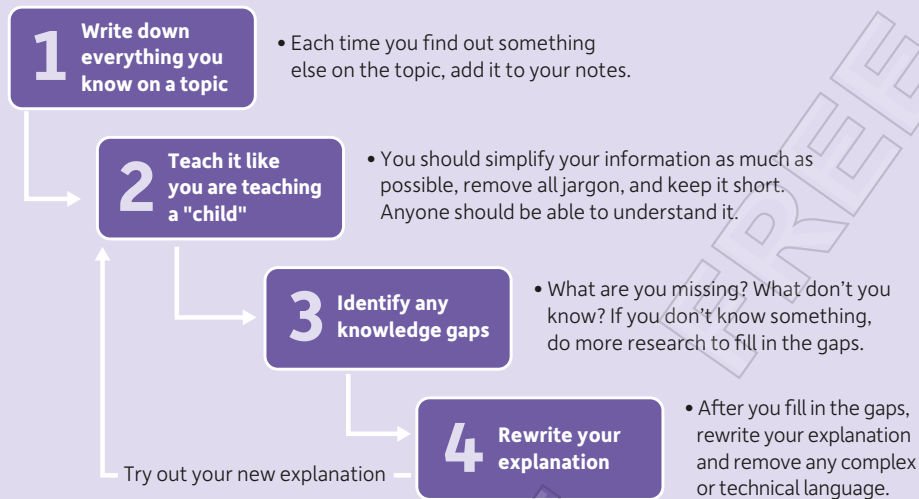 1
Write down
everything you
know on a topic
• Each time you find out something
else on the topic, add it to your notes.
2
Teach it like
you are teaching
a "child"
• You should simplify your information as much as
possible, remove all jargon, and keep it short.
Anyone should be able to understand it.
3
Identify any
knowledge gaps
• What are you missing? What don’t you
know? If you don’t know something,
do more research to fill in the gaps.
4
Rewrite your
explanation
• After you fill in the gaps,
rewrite your explanation
and remove any complex
or technical language.
Try out your new explanation
FREE